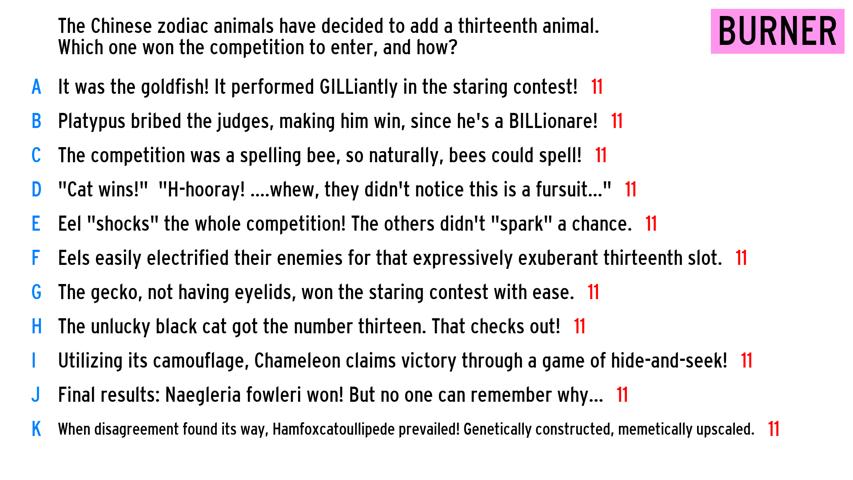 The Chinese zodiac animals have decided to add a thirteenth animal.
Which one won the competition to enter, and how?
BURNER
A It was the goldfish! It performed GILLiantly in the staring contest! 11
B Platypus bribed the judges, making him win, since he's a BILLionare! 11
C The competition was a spelling bee, so naturally, bees could spell! 11
D "Cat wins!" "H-hooray! ....whew, they didn't notice this is a fursuit..." 11
E Eel "shocks" the whole competition! The others didn't "spark" a chance. 11
F Eels easily electrified their enemies for that expressively exuberant thirteenth slot. 11
G The gecko, not having eyelids, won the staring contest with ease. 11
H The unlucky black cat got the number thirteen. That checks out! 11
I Utilizing its camouflage, Chameleon claims victory through a game of hide-and-seek! 11
J Final results: Naegleria fowleri won! But no one can remember why... 11
K When disagreement found its way, Hamfoxcatoullipede prevailed! Genetically constructed, memetically upscaled. 11